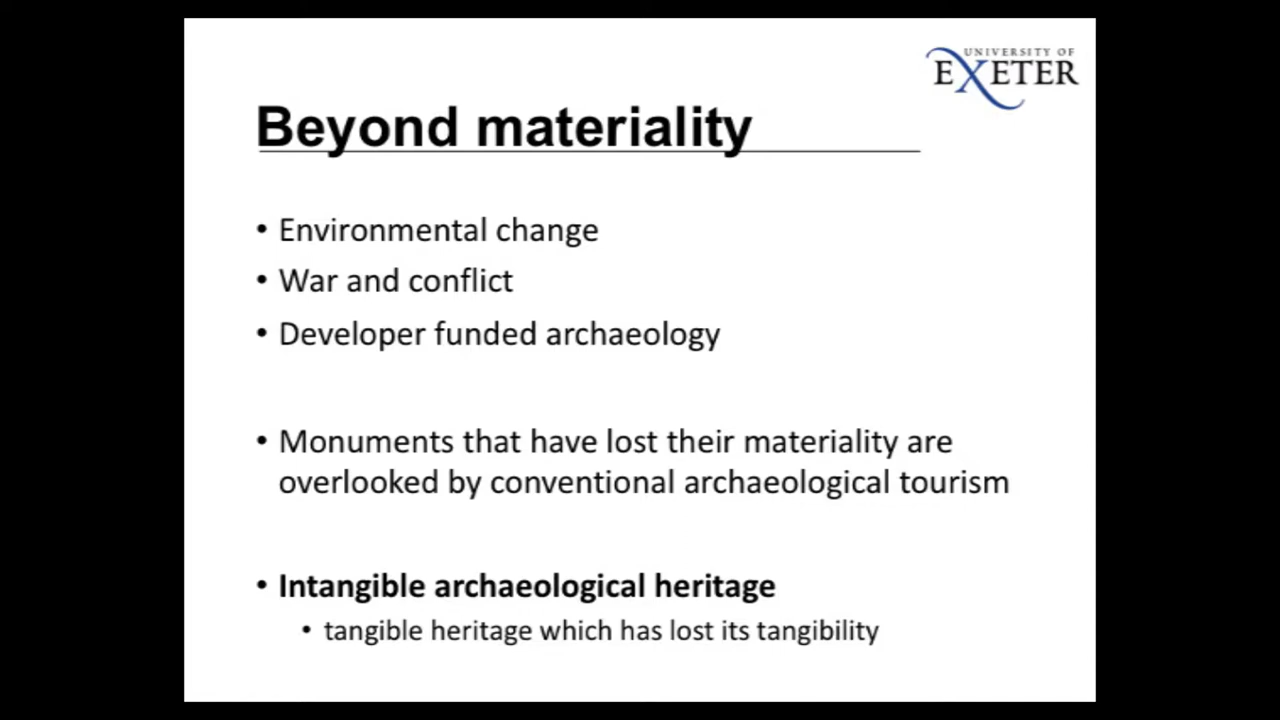 UNIVERSITY OF
EXETER
Beyond materiality
• Environmental change
• War and conflict
• Developer funded archaeology
• Monuments that have lost their materiality are
overlooked by conventional archaeological tourism
• Intangible archaeological heritage
• tangible heritage which has lost its tangibility